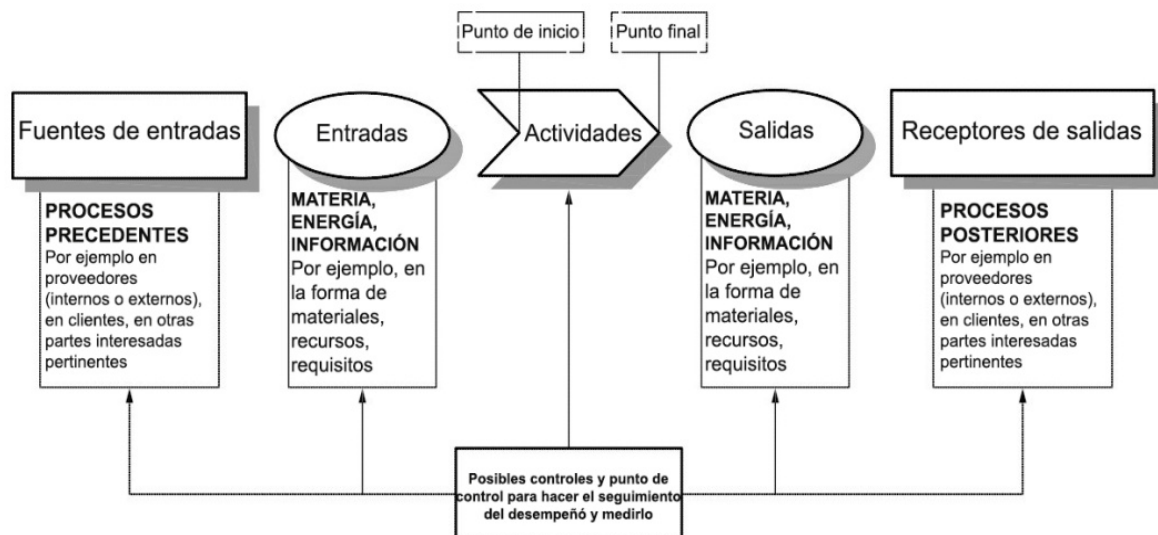 Punto de inicio
Punto final
Fuentes de entradas
Entradas
Actividades
Salidas
Receptores de salidas
PROCESOS
PRECEDENTES
Por ejemplo en
proveedores
(internos o externos),
en clientes, en otras
partes interesadas
pertinentes
MATERIA,
ENERGÍA,
INFORMACIÓN
Por ejemplo, en
la forma de
materiales,
recursos,
requisitos
MATERIA,
ENERGÍA,
INFORMACIÓN
Por ejemplo, en
la forma de
materiales,
recursos,
requisitos
PROCESOS
POSTERIORES
Por ejemplo en
proveedores
(internos o externos),
en clientes, en otras
partes interesadas
pertinentes
Posibles controles y punto de
control para hacer el seguimiento
del desempeñó y medirlo